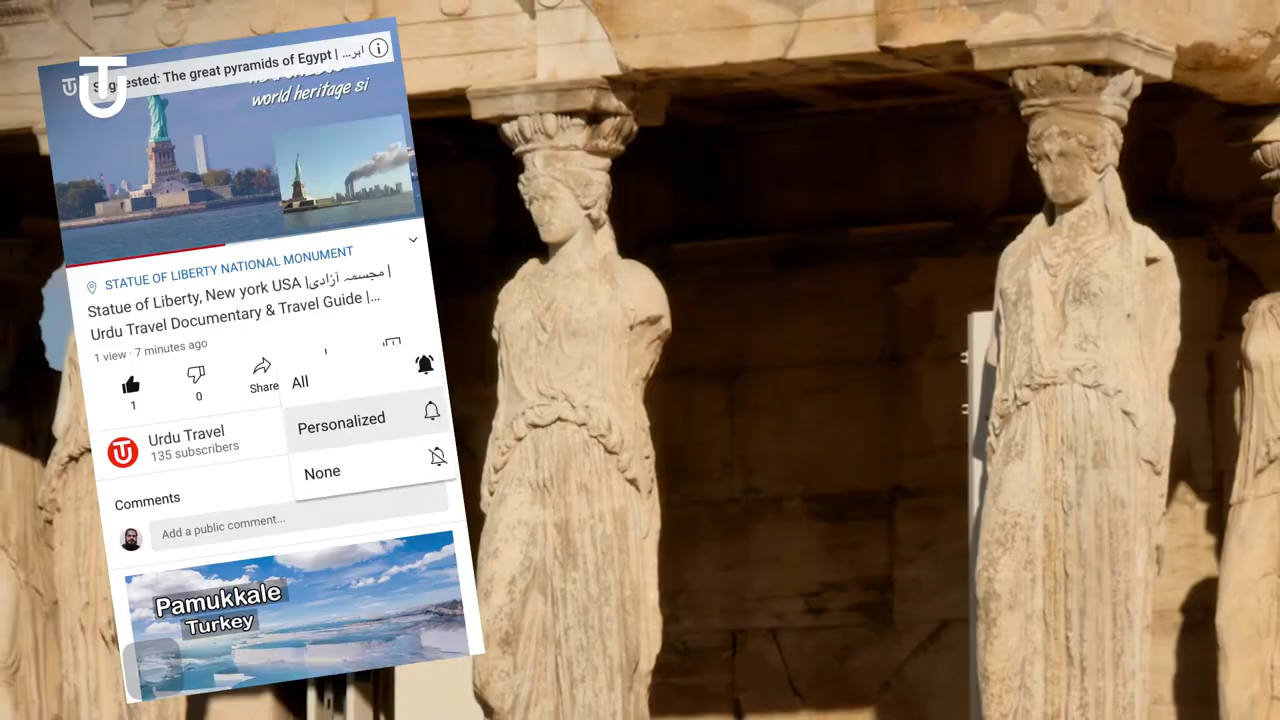 Suggested: The great pyramids of Egypt | ابر...
world heritage si
STATUE OF LIBERTY NATIONAL MONUMENT
Statue of Liberty, New york USA |مجسمہ آزادی |
Urdu Travel Documentary & Travel Guide |...
1 view · 7 minutes ago
1
0
Share
All
Personalized
None
Urdu Travel
135 subscribers
Comments
Add a public comment...
Pamukkale
Turkey